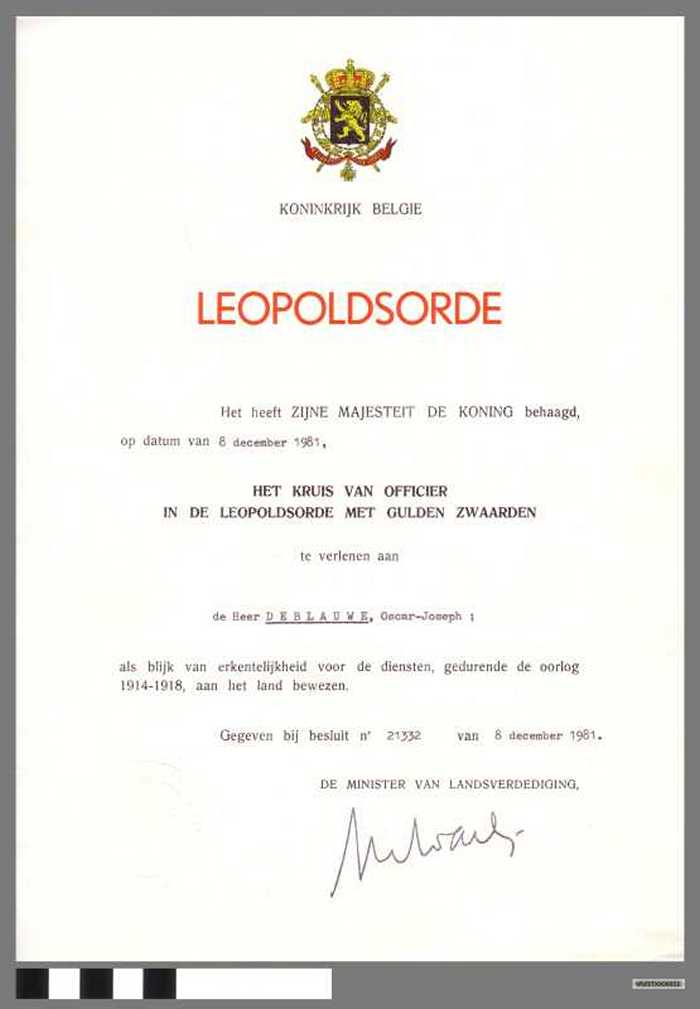 KONINKRIJK BELGIE
LEOPOLDSORDE
Het heeft ZIJNE MAJESTEIT DE KONING behaagd,
op datum van 8 december 1981,
HET KRUIS VAN OFFICIER
IN DE LEOPOLDSORDE MET GULDEN ZWAARDEN
te verlenen aan
de Heer DEBLAUWE, Oscar-Joseph ;
als blijk van erkentelijkheid voor de diensten, gedurende de oorlog
1914-1918, aan het land bewezen.
Gegeven bij besluit n° 21332 van 8 december 1981.
DE MINISTER VAN LANDSVERDEDIGING,